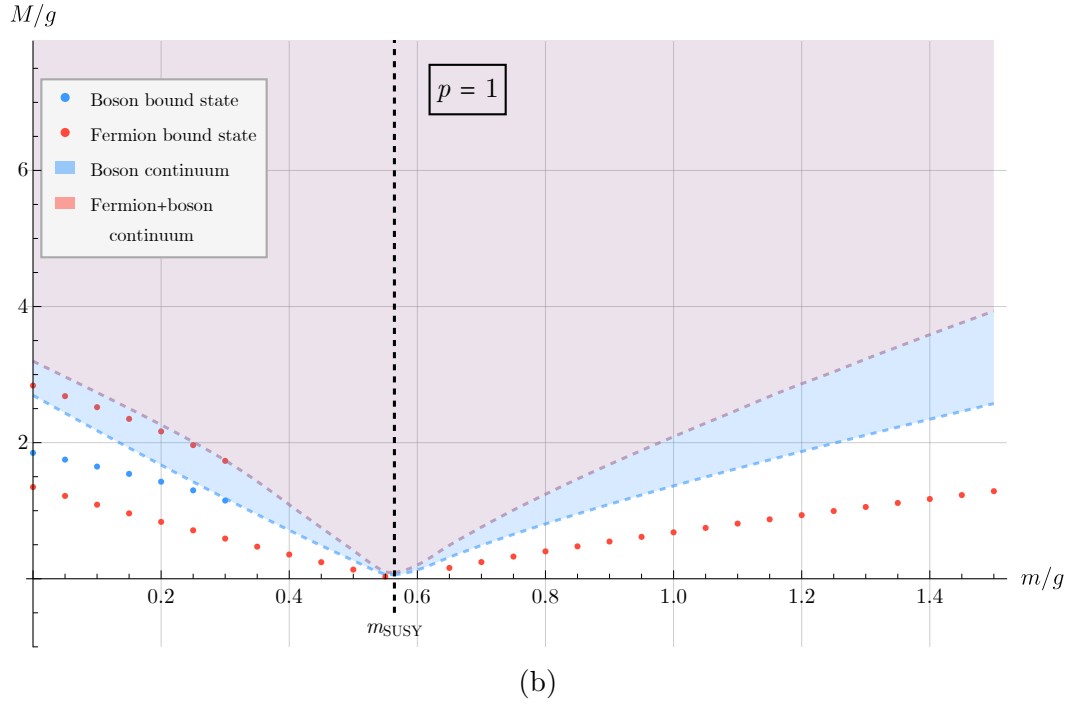 M/g
p = 1
Boson bound state
Fermion bound state
Boson continuum
Fermion+boson
continuum
6
4
2
0.2 0.4 0.6 0.8 1.0 1.2 1.4
m/g
mSUSY
(b)